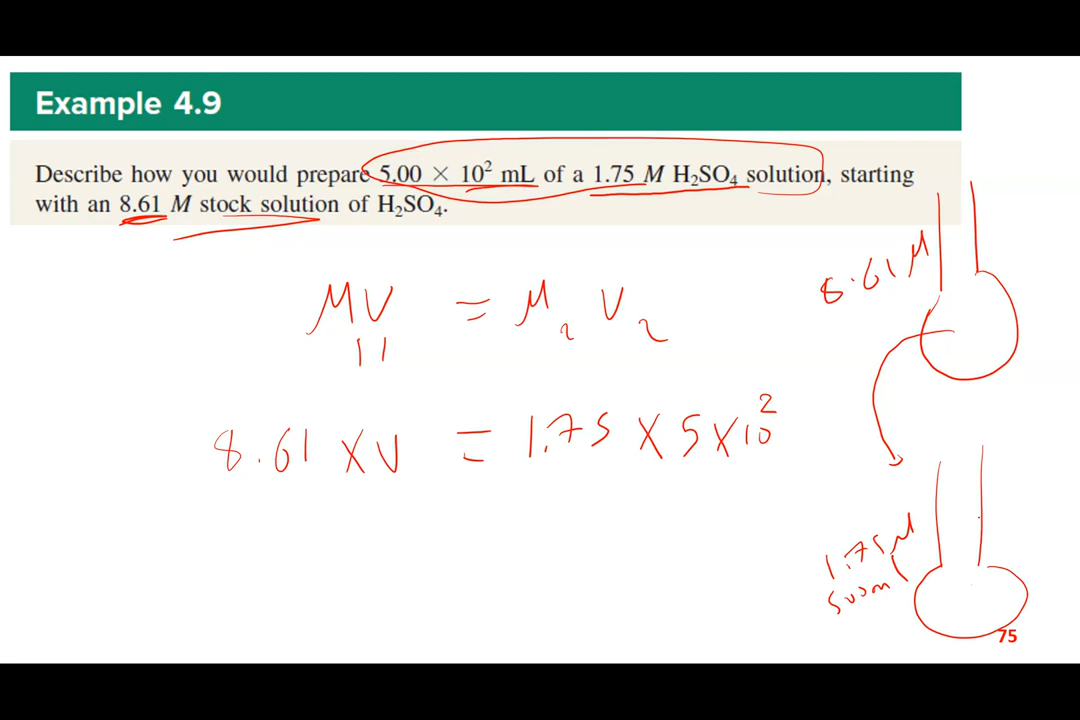 Example 4.9
Describe how you would prepare 5.00 × 10² mL of a 1.75 M H₂SO₄ solution, starting
with an 8.61 M stock solution of H₂SO₄.
8.61 M
M₁V₁ = M₂V₂
8.61 × V = 1.75 × 5 × 10²
1.75 M
500ml
75